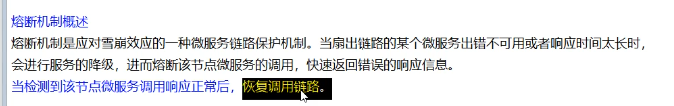 熔断机制概述
熔断机制是应对雪崩效应的一种微服务链路保护机制。当扇出链路的某个微服务出错不可用或者响应时间太长时，
会进行服务的降级，进而熔断该节点微服务的调用，快速返回错误的响应信息。
当检测到该节点微服务调用响应正常后，恢复调用链路。